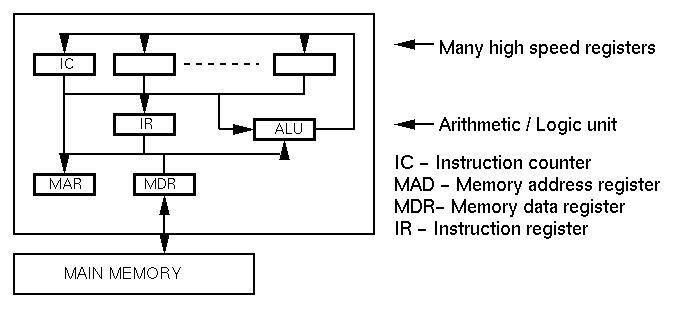 IC
Many high speed registers
IR
ALU
Arithmetic / Logic unit
MAR
MDR
IC – Instruction counter
MAD – Memory address register
MDR– Memory data register
IR – Instruction register
MAIN MEMORY